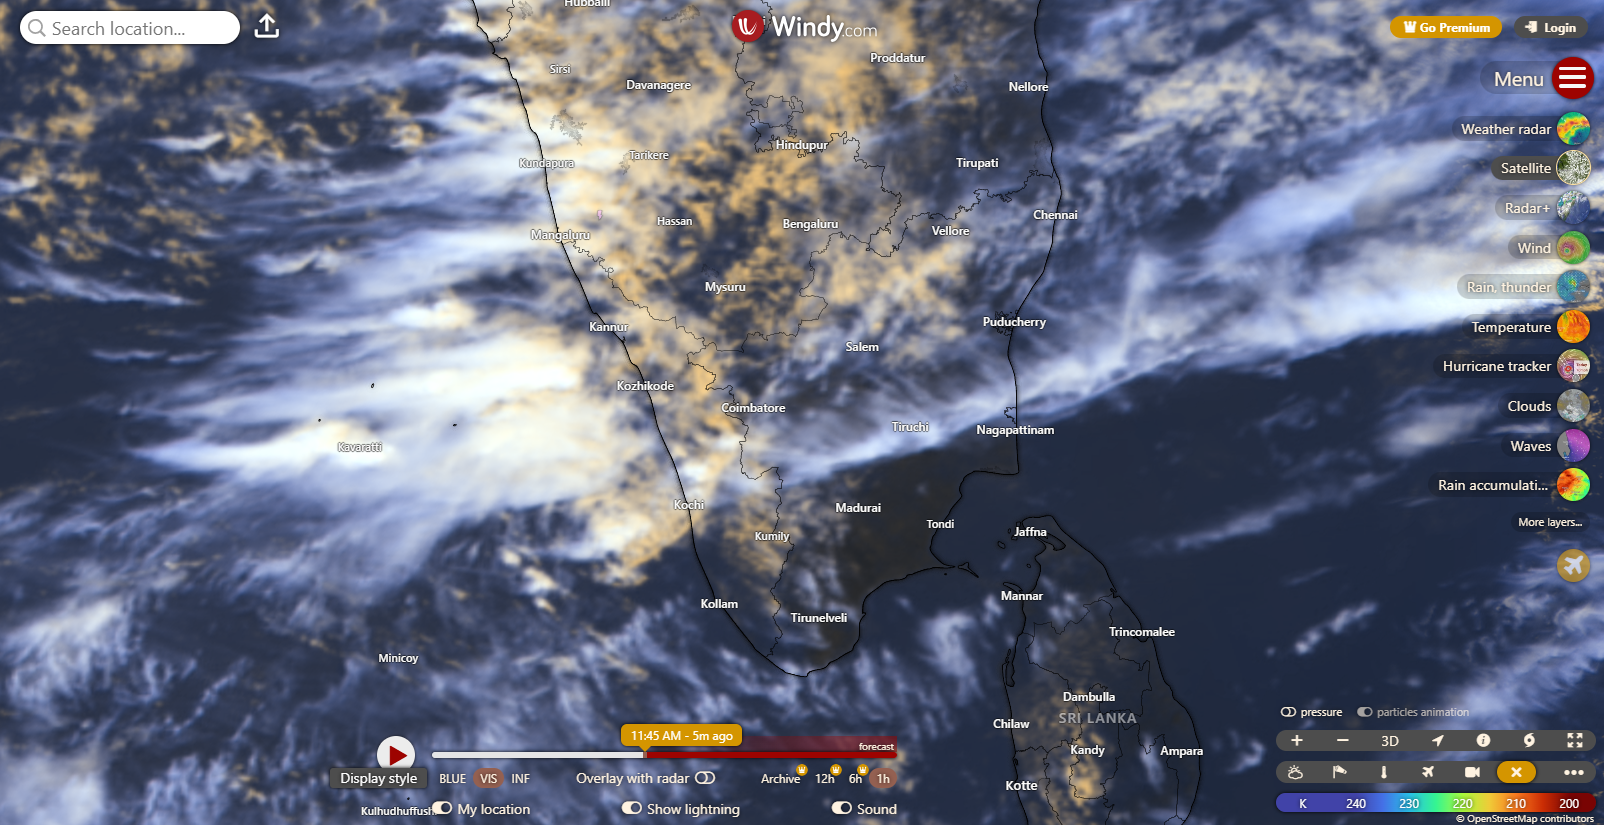 Hubballi
Search location...
Windy.com
Go Premium
Login
Proddatur
Sirsi
Davanagere
Nellore
Menu
Weather radar
Hindupur
Kundapura
Tarikere
Tirupati
Satellite
Radar+
Chennai
Hassan
Bengaluru
Vellore
Mangaluru
Wind
Mysuru
Rain, thunder
Kannur
Puducherry
Temperature
Salem
Hurricane tracker
Kozhikode
Coimbatore
Clouds
Tiruchi
Nagapattinam
Kavaratti
Waves
Rain accumulati...
Kochi
Madurai
Tondi
More layers...
Kumily
Jaffna
Kollam
Mannar
Tirunelveli
Trincomalee
Minicoy
Dambulla
SRI LANKA
Chilaw
pressure
particles animation
11:45 AM - 5m ago
forecast
Kandy
Ampara
3D
Display style
BLUE VIS INF
Overlay with radar
Archive 12h 6h 1h
Kotte
Kulhudhuffush
My location
Show lightning
Sound
K 240 230 220 210 200
© OpenStreetMap contributors